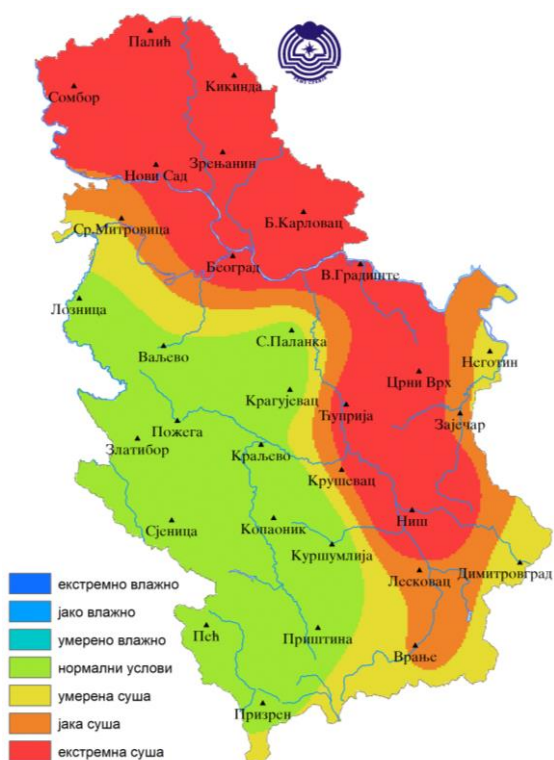 Палић
Кикинда
Сомбор
Зрењанин
Нови Сад
Б.Карловац
Ср.Митровица
Београд
В.Градиште
Лозница
С.Паланка
Ваљево
Неготин
Црни Врх
Крагујевац
Ћуприја
Зајечар
Пожега
Златибор
Краљево
Крушевац
Ниш
Сјеница
Копаоник
Куршумлија
Димитровград
Лесковац
Пећ
Приштина
Врање
Призрен
екстремно влажно
јако влажно
умерено влажно
нормални услови
умерена суша
јака суша
екстремна суша